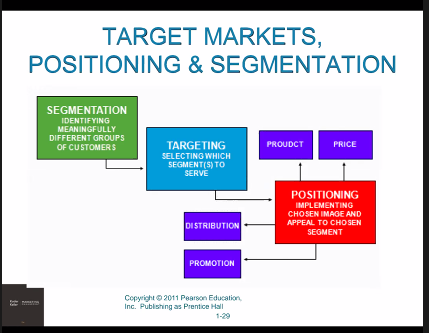 TARGET MARKETS,
POSITIONING & SEGMENTATION
SEGMENTATION
IDENTIFYING
MEANINGFULLY
DIFFERENT GROUPS
OF CUSTOMERS
TARGETING
SELECTING WHICH
SEGMENT(S) TO
SERVE
PROUDCT
PRICE
POSITIONING
IMPLEMENTING
CHOSEN IMAGE AND
APPEAL TO CHOSEN
SEGMENT
DISTRIBUTION
PROMOTION
Copyright © 2011 Pearson Education,
Inc. Publishing as Prentice Hall
1-29